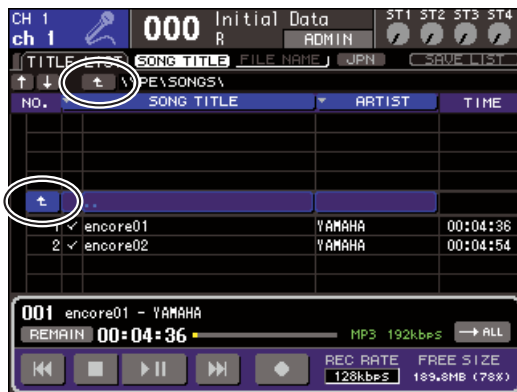 CH 1
ch 1
000
Initial Data
R
ADMIN
ST1 ST2 ST3 ST4
TITLE LIST
SONG TITLE
FILE NAME
JPN
SAVE LIST
\YPE\SONGS\
NO.
SONG TITLE
ARTIST
TIME
..
1 ✓ encore01 YAMAHA 00:04:36
2 ✓ encore02 YAMAHA 00:04:54
001 encore01 - YAMAHA
REMAIN 00:04:36
MP3 192kbps
→ ALL
REC RATE
128kbps
FREE SIZE
189.8MB (78%)